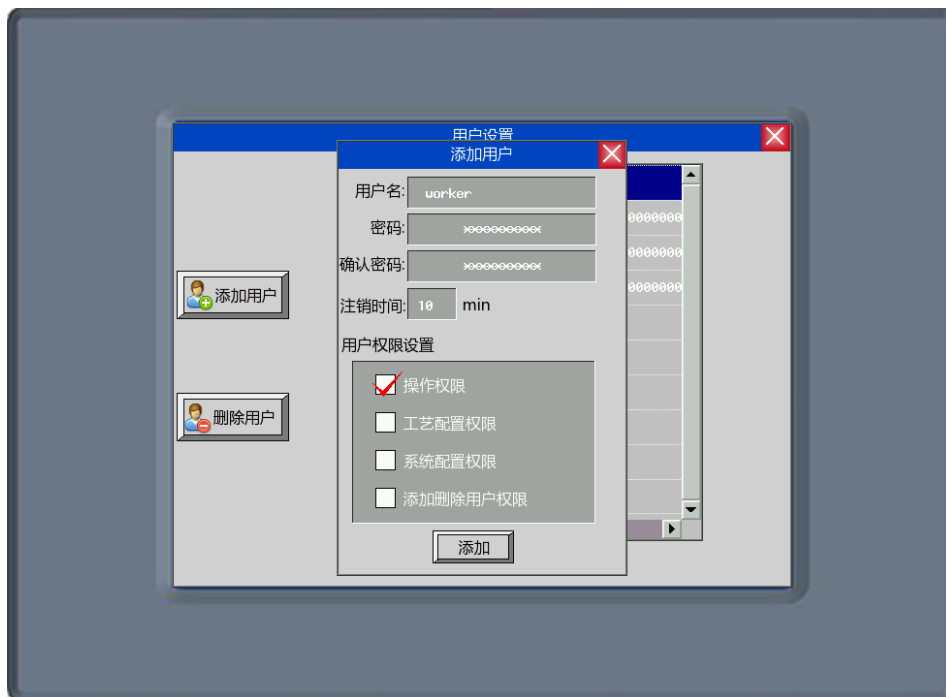 用户设置
添加用户
用户名: worker
密码: **********
确认密码: **********
注销时间: 10 min
用户权限设置
操作权限
工艺配置权限
系统配置权限
添加删除用户权限
添加
添加用户
删除用户
0000000
0000000
0000000